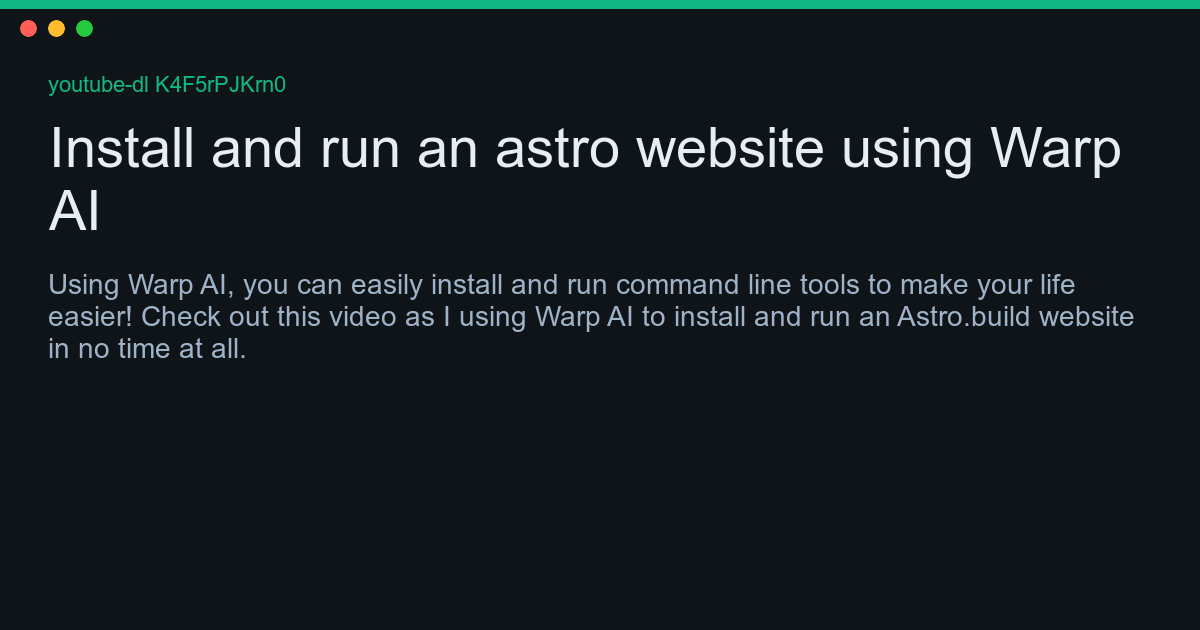 youtube-dl K4F5rPJKrn0
Install and run an astro website using Warp
AI
Using Warp AI, you can easily install and run command line tools to make your life
easier! Check out this video as I using Warp AI to install and run an Astro.build website
in no time at all.